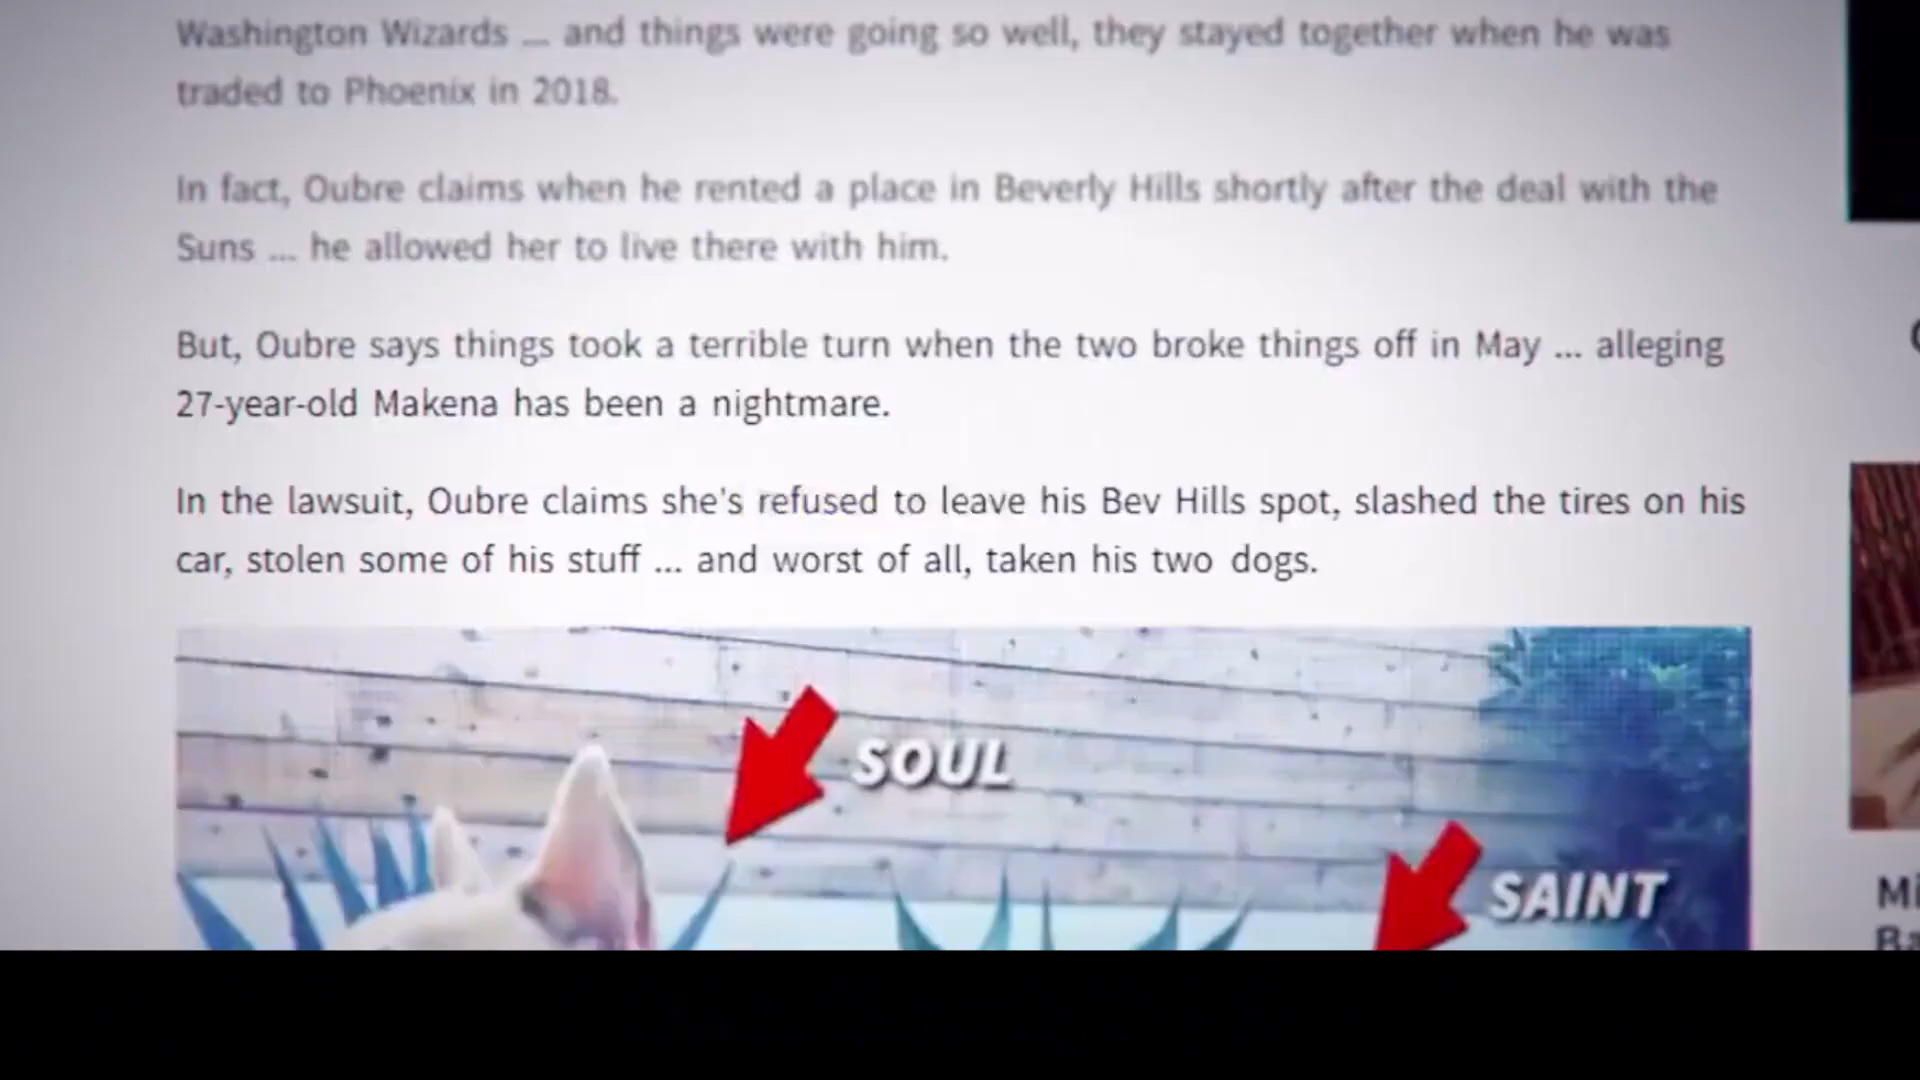 Washington Wizards ... and things were going so well, they stayed together when he was
traded to Phoenix in 2018.
In fact, Oubre claims when he rented a place in Beverly Hills shortly after the deal with the
Suns ... he allowed her to live there with him.
But, Oubre says things took a terrible turn when the two broke things off in May ... alleging
27-year-old Makena has been a nightmare.
In the lawsuit, Oubre claims she's refused to leave his Bev Hills spot, slashed the tires on his
car, stolen some of his stuff ... and worst of all, taken his two dogs.
SOUL
SAINT
Mi
Ba